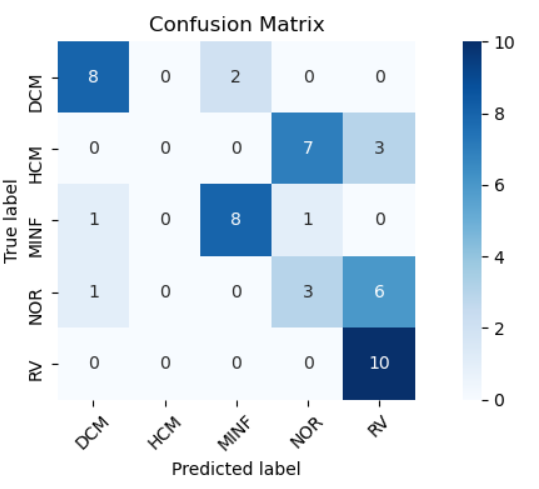 Confusion Matrix
True label
DCM 8 0 2 0 0
HCM 0 0 0 7 3
MINF 1 0 8 1 0
NOR 1 0 0 3 6
RV 0 0 0 0 10
DCM HCM MINF NOR RV
Predicted label
10
8
6
4
2
0